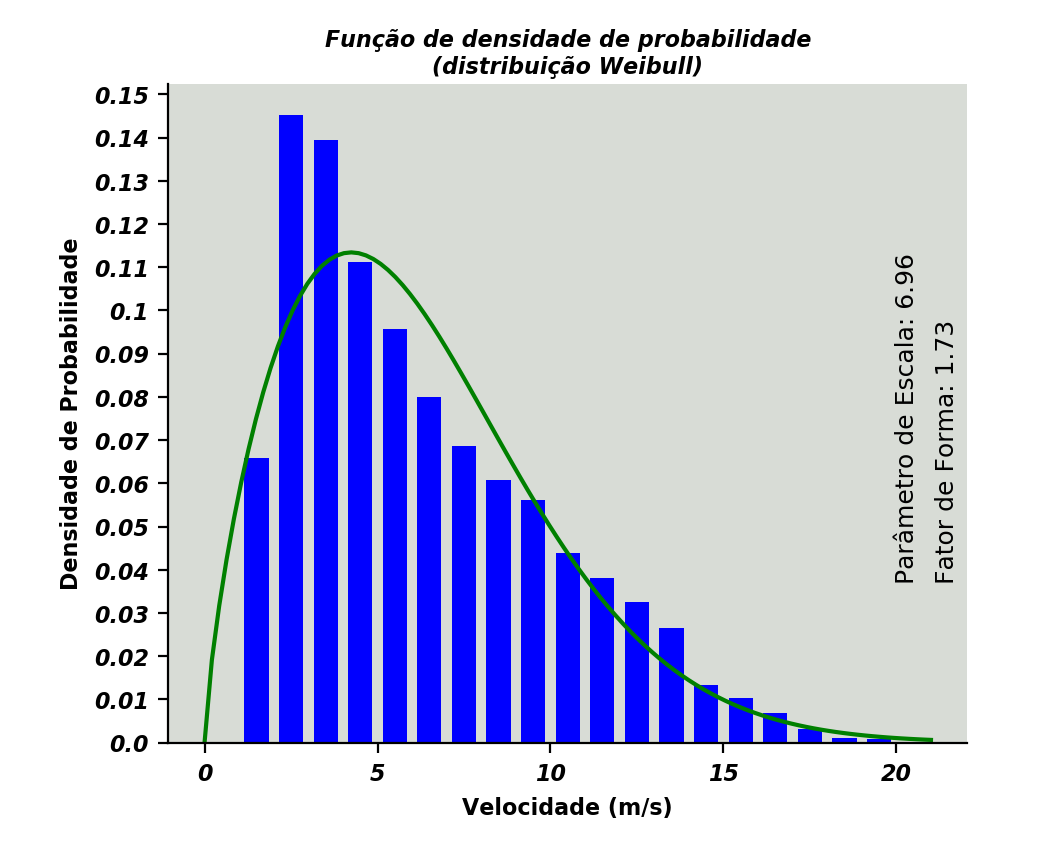 Função de densidade de probabilidade
(distribuição Weibull)
Densidade de Probabilidade
0.15
0.14
0.13
0.12
0.11
0.1
0.09
0.08
0.07
0.06
0.05
0.04
0.03
0.02
0.01
0.0
Parâmetro de Escala: 6.96
Fator de Forma: 1.73
0 5 10 15 20
Velocidade (m/s)